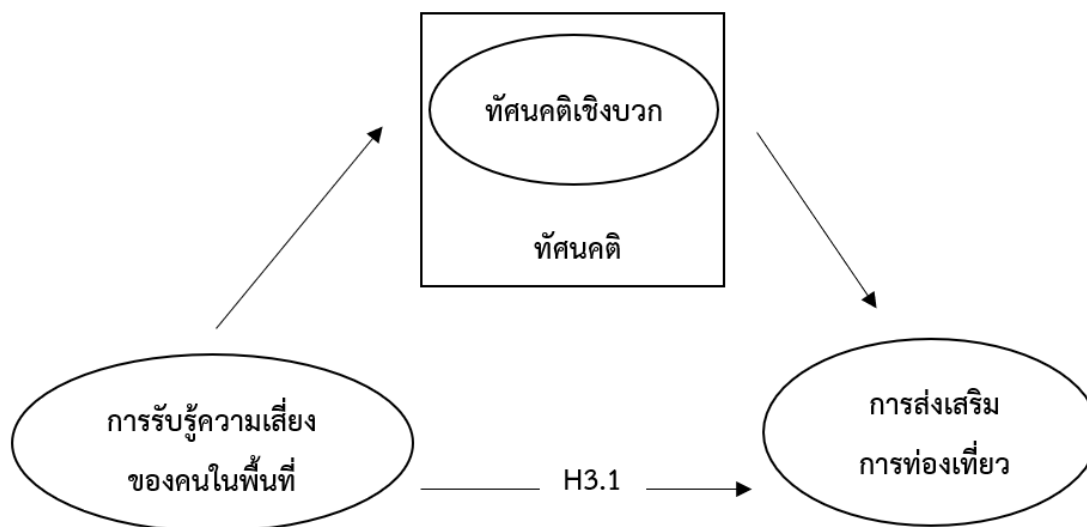 ทัศนคติเชิงบวก
ทัศนคติ
การรับรู้ความเสี่ยง
ของคนในพื้นที่
H3.1
การส่งเสริม
การท่องเที่ยว